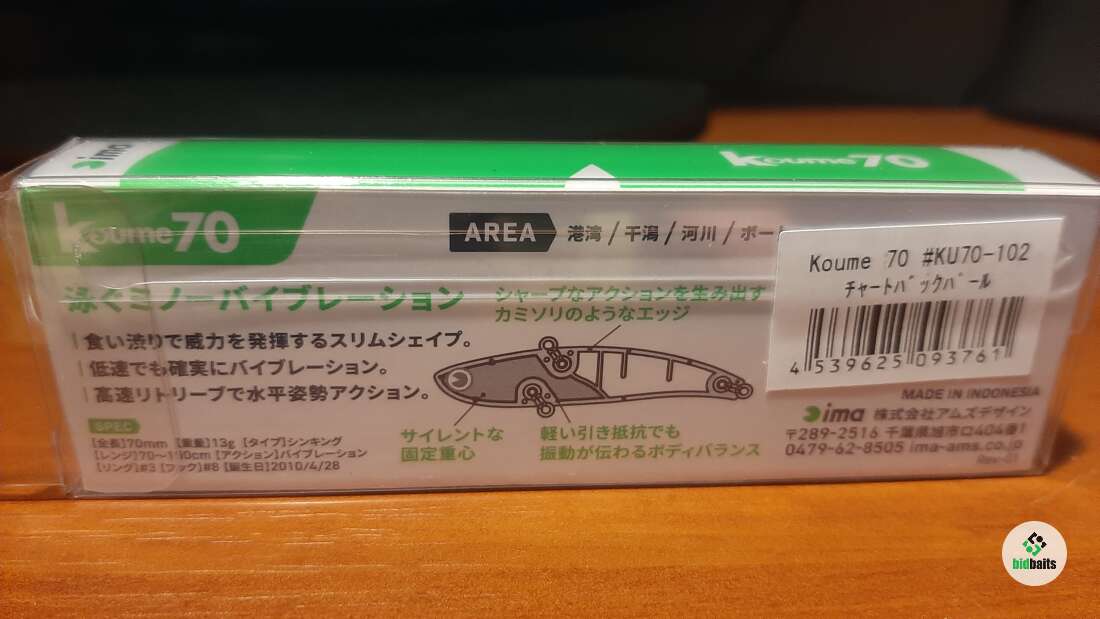 ima
Koume70
Koume70
AREA 港湾/干潟/河川/ボート
Koume 70 #KU70-102
チャートバックパール
4 539625 093761
泳ぐミノーバイブレーション
食い渋りで威力を発揮するスリムシェイプ。
低速でも確実にバイブレーション。
高速リトリーブで水平姿勢アクション。
シャープなアクションを生み出す
カミソリのようなエッジ
サイレントな
固定重心
軽い引き抵抗でも
振動が伝わるボディバランス
SPEC
[全長]70mm [重量]13g [タイプ]シンキング
[レンジ]70~ [アクション]バイブレーション
[リング]#3 [フック]#8 [誕生日]2010/4/28
MADE IN INDONESIA
ima 株式会社アムズデザイン
〒289-2516 千葉県旭市ロ404番1
0479-62-8505 ima-ams.co.jp
Rev-01
bidbaits